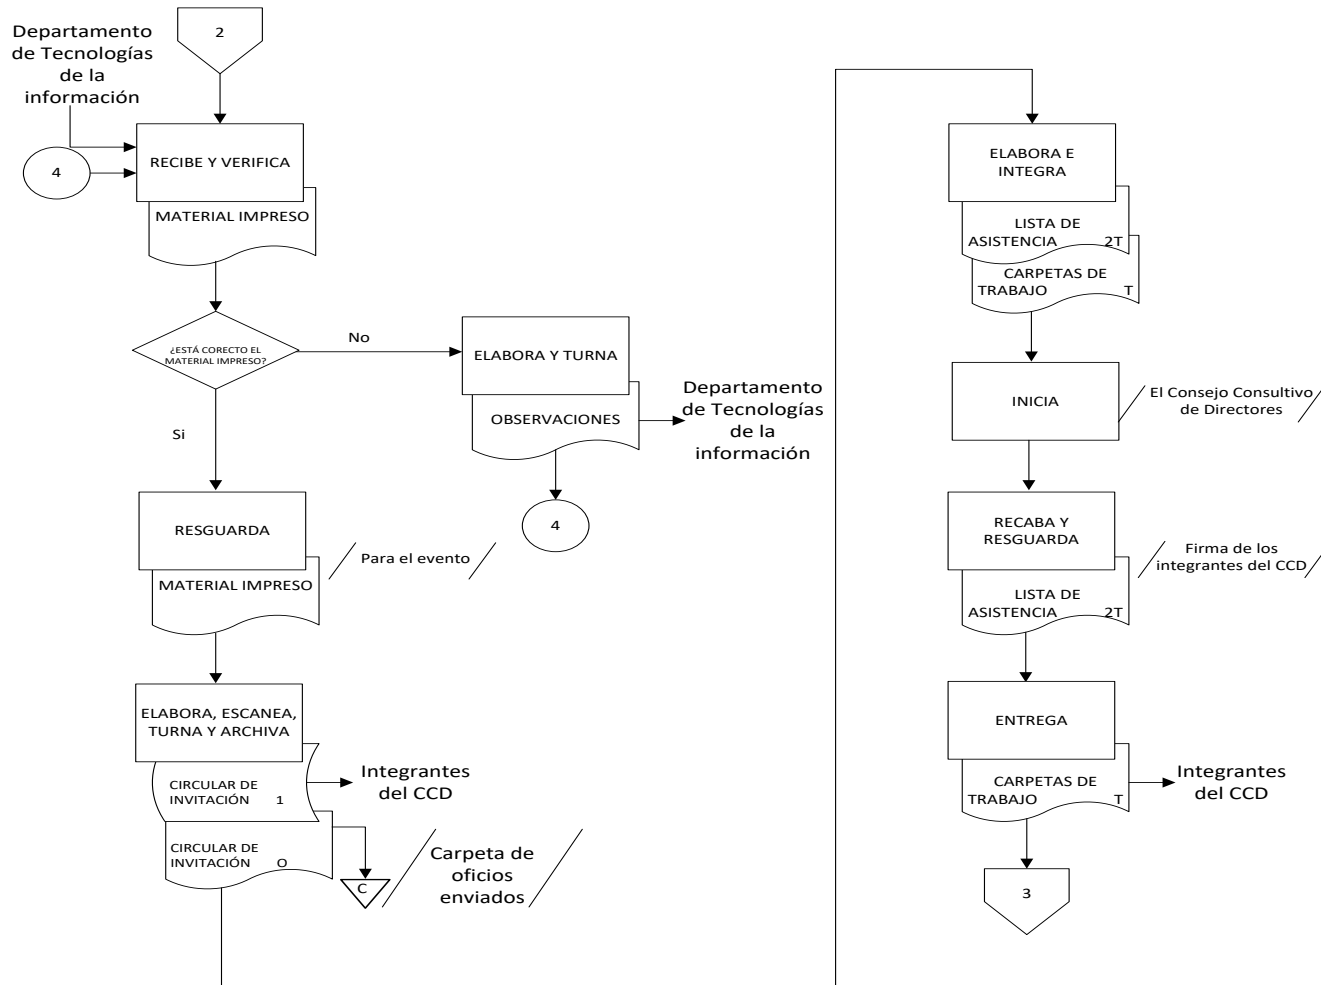 Departamento
de Tecnologías
de la
información
2
4
RECIBE Y VERIFICA
MATERIAL IMPRESO
¿ESTÁ CORECTO EL
MATERIAL IMPRESO?
No
Si
ELABORA Y TURNA
OBSERVACIONES
Departamento
de Tecnologías
de la
información
4
RESGUARDA
MATERIAL IMPRESO
Para el evento
ELABORA, ESCANEA,
TURNA Y ARCHIVA
CIRCULAR DE
INVITACIÓN 1
Integrantes
del CCD
CIRCULAR DE
INVITACIÓN O
C
Carpeta de
oficios
enviados
ELABORA E
INTEGRA
LISTA DE
ASISTENCIA 2T
CARPETAS DE
TRABAJO T
INICIA
El Consejo Consultivo
de Directores
RECABA Y
RESGUARDA
Firma de los
integrantes del CCD
LISTA DE
ASISTENCIA 2T
ENTREGA
CARPETAS DE
TRABAJO T
Integrantes
del CCD
3